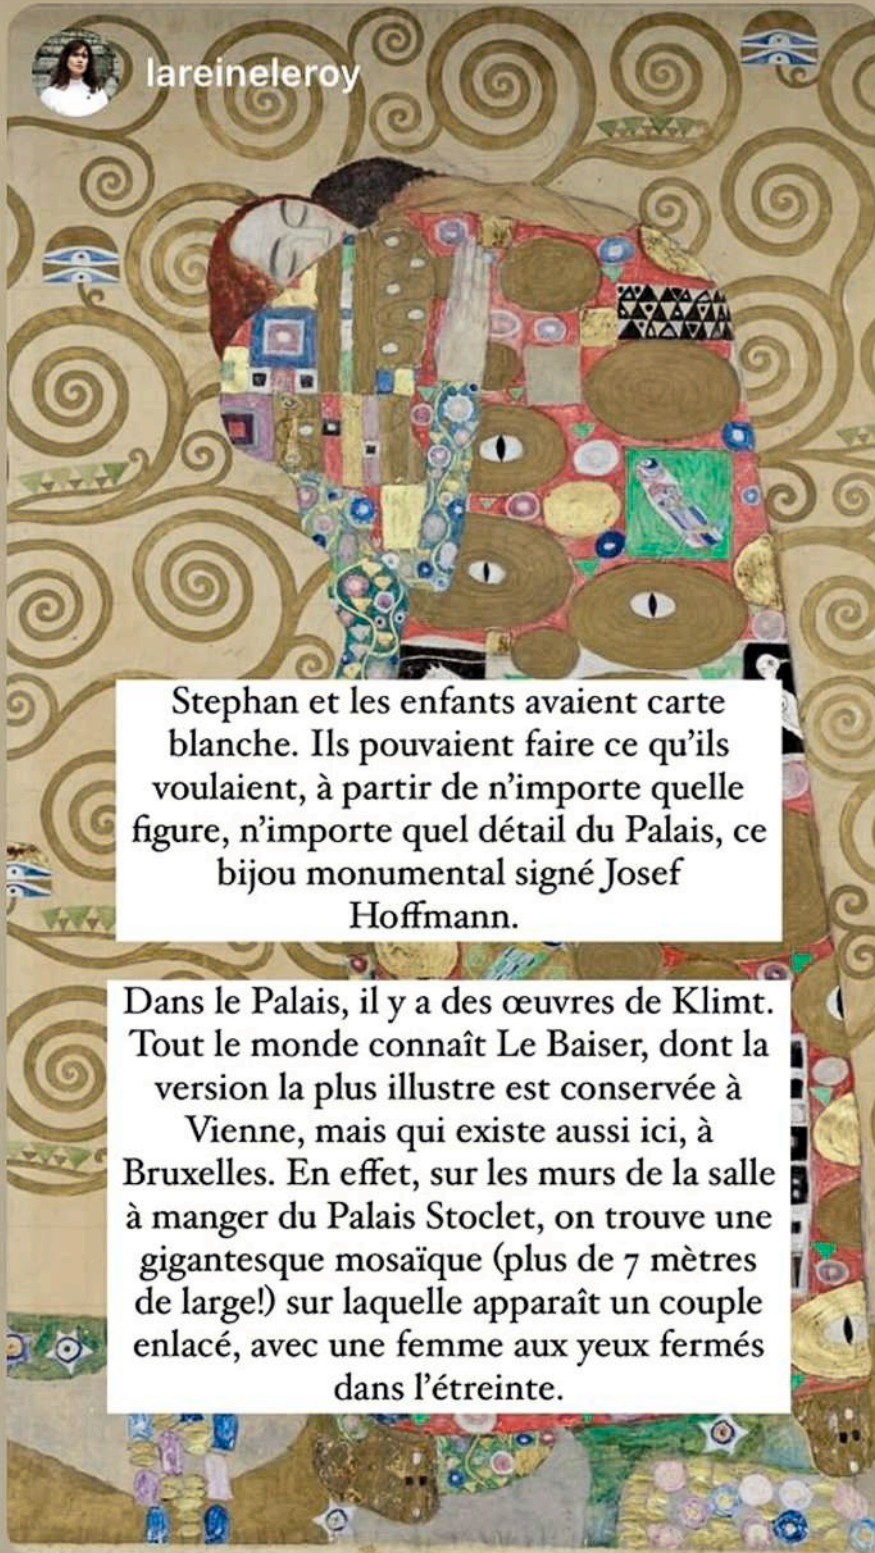 lareineleroy
Stephan et les enfants avaient carte
blanche. Ils pouvaient faire ce qu’ils
voulaient, à partir de n’importe quelle
figure, n’importe quel détail du Palais, ce
bijou monumental signé Josef
Hoffmann.
Dans le Palais, il y a des œuvres de Klimt.
Tout le monde connaît Le Baiser, dont la
version la plus illustre est conservée à
Vienne, mais qui existe aussi ici, à
Bruxelles. En effet, sur les murs de la salle
à manger du Palais Stoclet, on trouve une
gigantesque mosaïque (plus de 7 mètres
de large!) sur laquelle apparaît un couple
enlacé, avec une femme aux yeux fermés
dans l’étreinte.